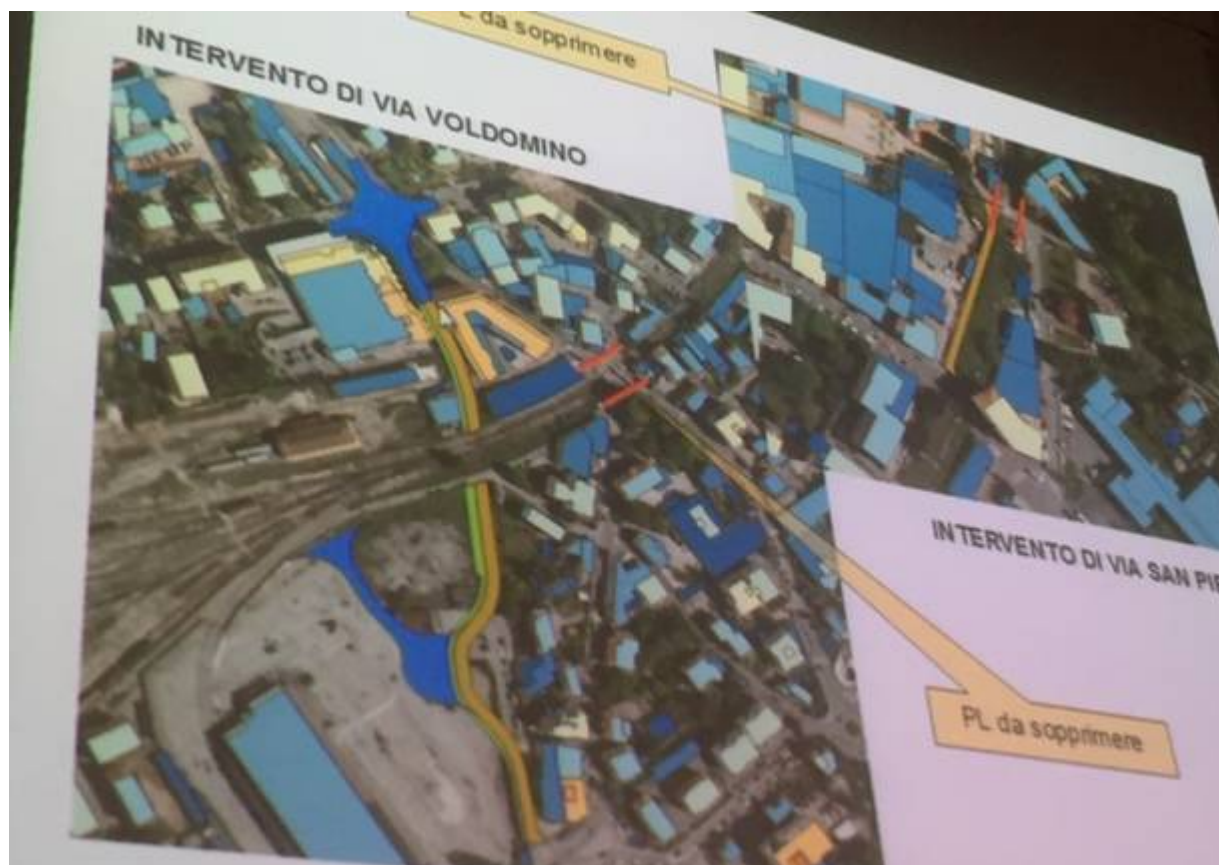 da sopprimere
INTERVENTO DI VIA VOLDOMINO
INTERVENTO DI VIA SAN
PL da sopprimere